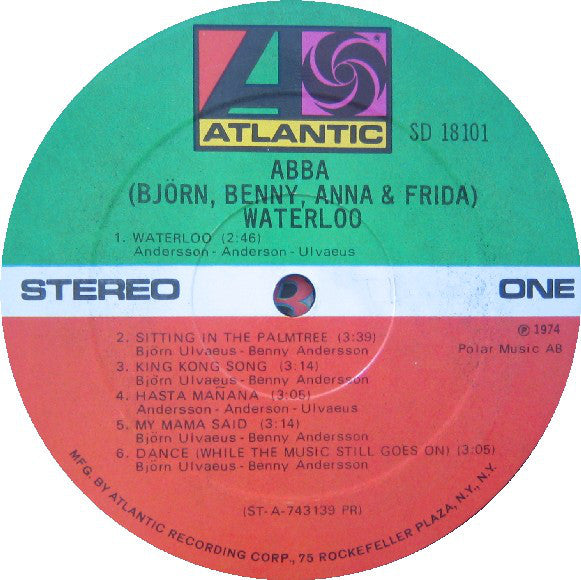 ATLANTIC
SD 18101
ABBA
(BJÖRN, BENNY, ANNA & FRIDA)
WATERLOO
1. WATERLOO (2:46)
Andersson - Anderson - Ulvaeus
STEREO
ONE
℗ 1974
Polar Music AB
2. SITTING IN THE PALMTREE (3:39)
Björn Ulvaeus - Benny Andersson
3. KING KONG SONG (3:14)
Björn Ulvaeus - Benny Andersson
4. HASTA MAÑANA (3:05)
Andersson - Anderson - Ulvaeus
5. MY MAMA SAID (3:14)
Björn Ulvaeus - Benny Andersson
6. DANCE (WHILE THE MUSIC STILL GOES ON) (3:05)
Björn Ulvaeus - Benny Andersson
(ST-A-743139 PR)
MFG. BY ATLANTIC RECORDING CORP., 75 ROCKEFELLER PLAZA, N.Y., N.Y.